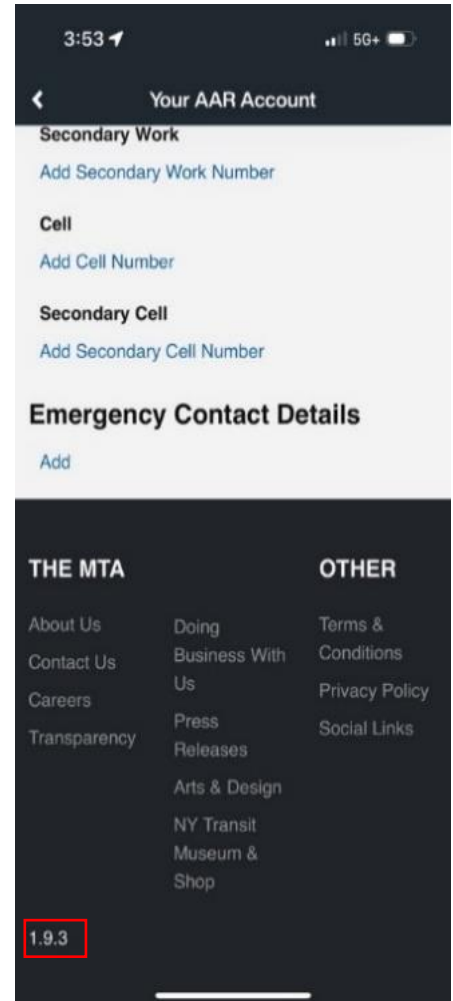 3:53
5G+
Your AAR Account
Secondary Work
Add Secondary Work Number
Cell
Add Cell Number
Secondary Cell
Add Secondary Cell Number
Emergency Contact Details
Add
THE MTA
About Us
Contact Us
Careers
Transparency
Doing
Business With
Us
Press
Releases
Arts & Design
NY Transit
Museum &
Shop
OTHER
Terms &
Conditions
Privacy Policy
Social Links
1.9.3